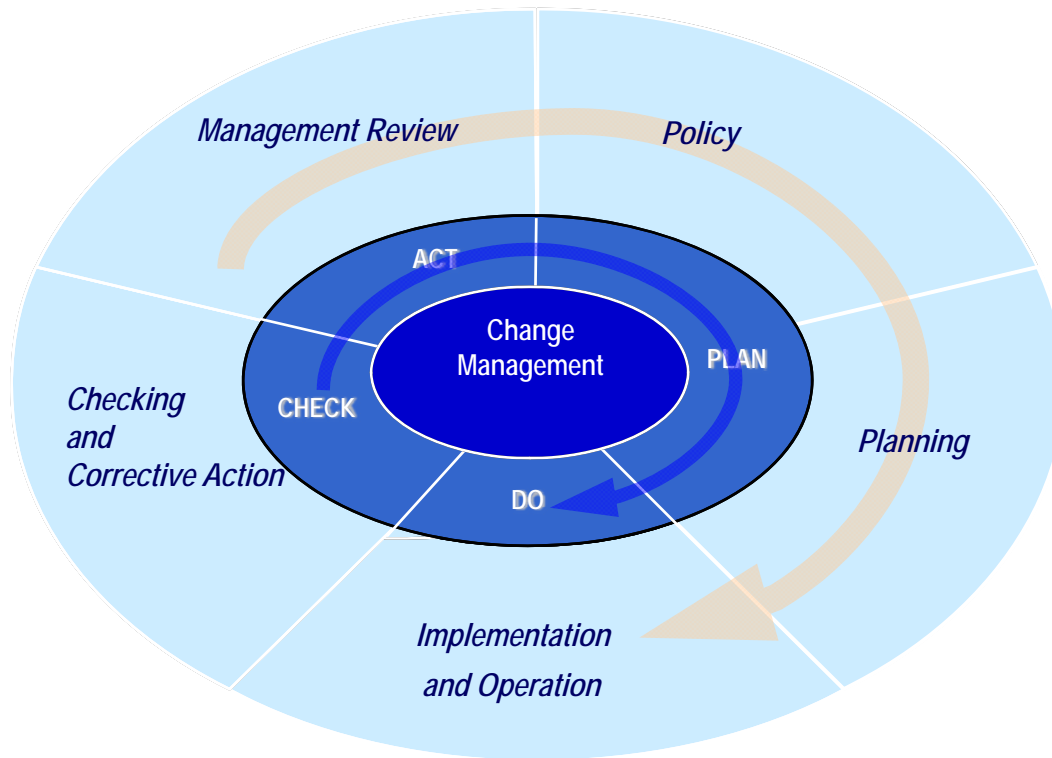 Management Review
Policy
ACT
Change
Management
PLAN
CHECK
Checking
and
Corrective Action
Planning
DO
Implementation
and Operation